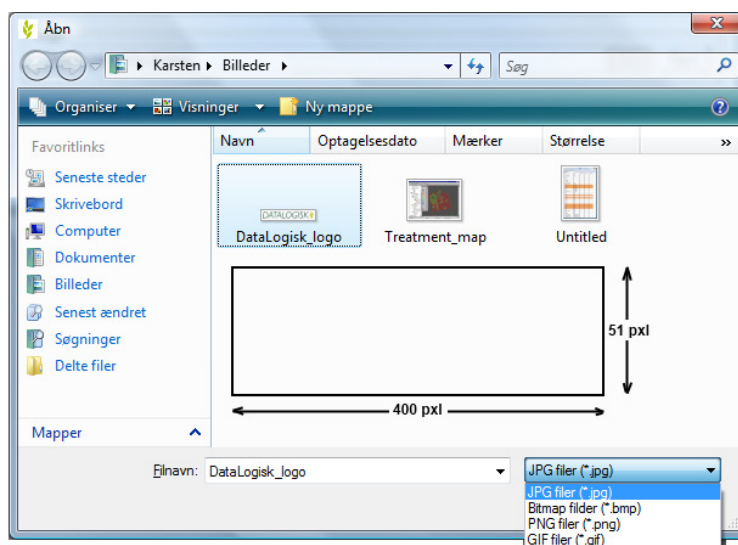 Åbn
Karsten Billeder
Søg
Organiser Visninger Ny mappe
Favoritlinks
Seneste steder
Skrivebord
Computer
Dokumenter
Billeder
Senest ændret
Søgninger
Delte filer
Mapper
Navn Optagelsesdato Mærker Størrelse »
DATALOGISK
DataLogisk_logo Treatment_map Untitled
51 pxl
400 pxl
Filnavn: DataLogisk_logo
JPG filer (*.jpg)
JPG filer (*.jpg)
Bitmap filder (*.bmp)
PNG filer (*.png)
GIF filer (*.gif)